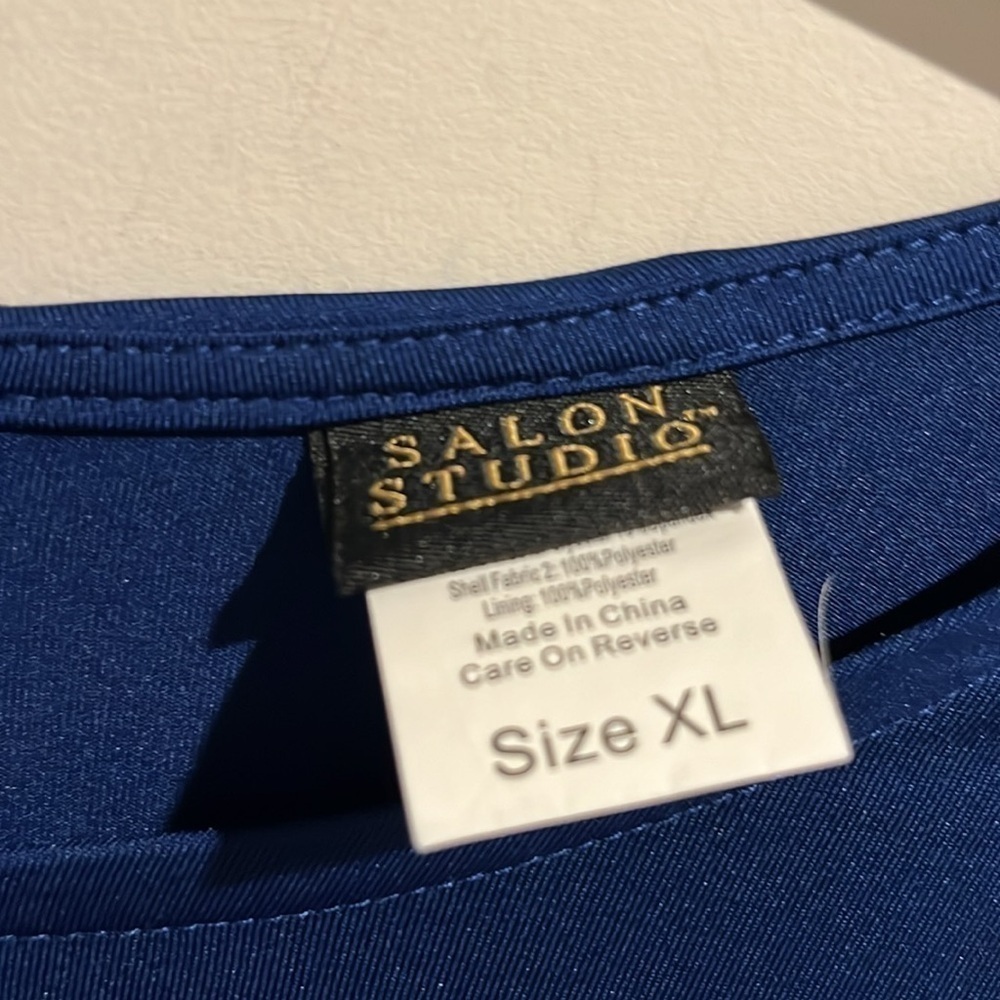 SALON
STUDIO™
Shell Fabric 2: 100%Polyester
Lining: 100%Polyester
Made In China
Care On Reverse
Size XL